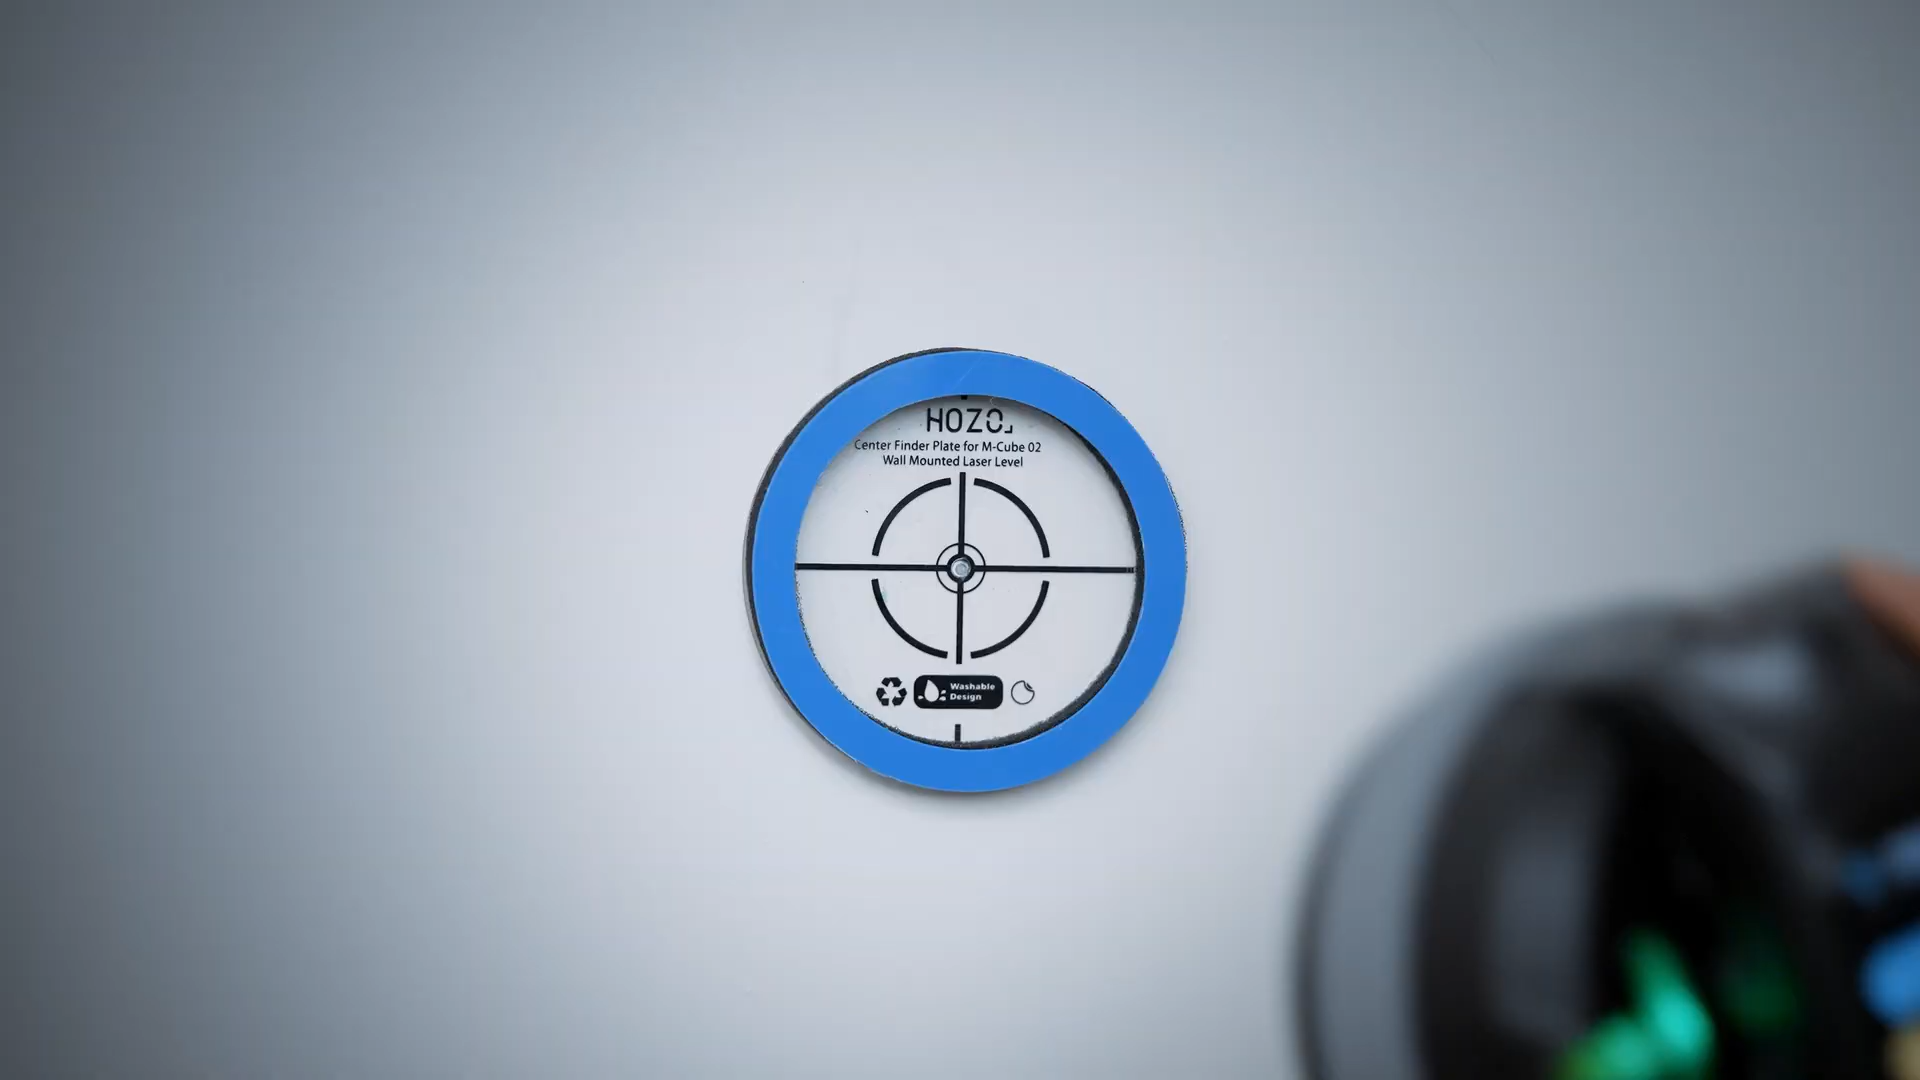 HOZO
Center Finder Plate for M-Cube 02
Wall Mounted Laser Level
Washable
Design